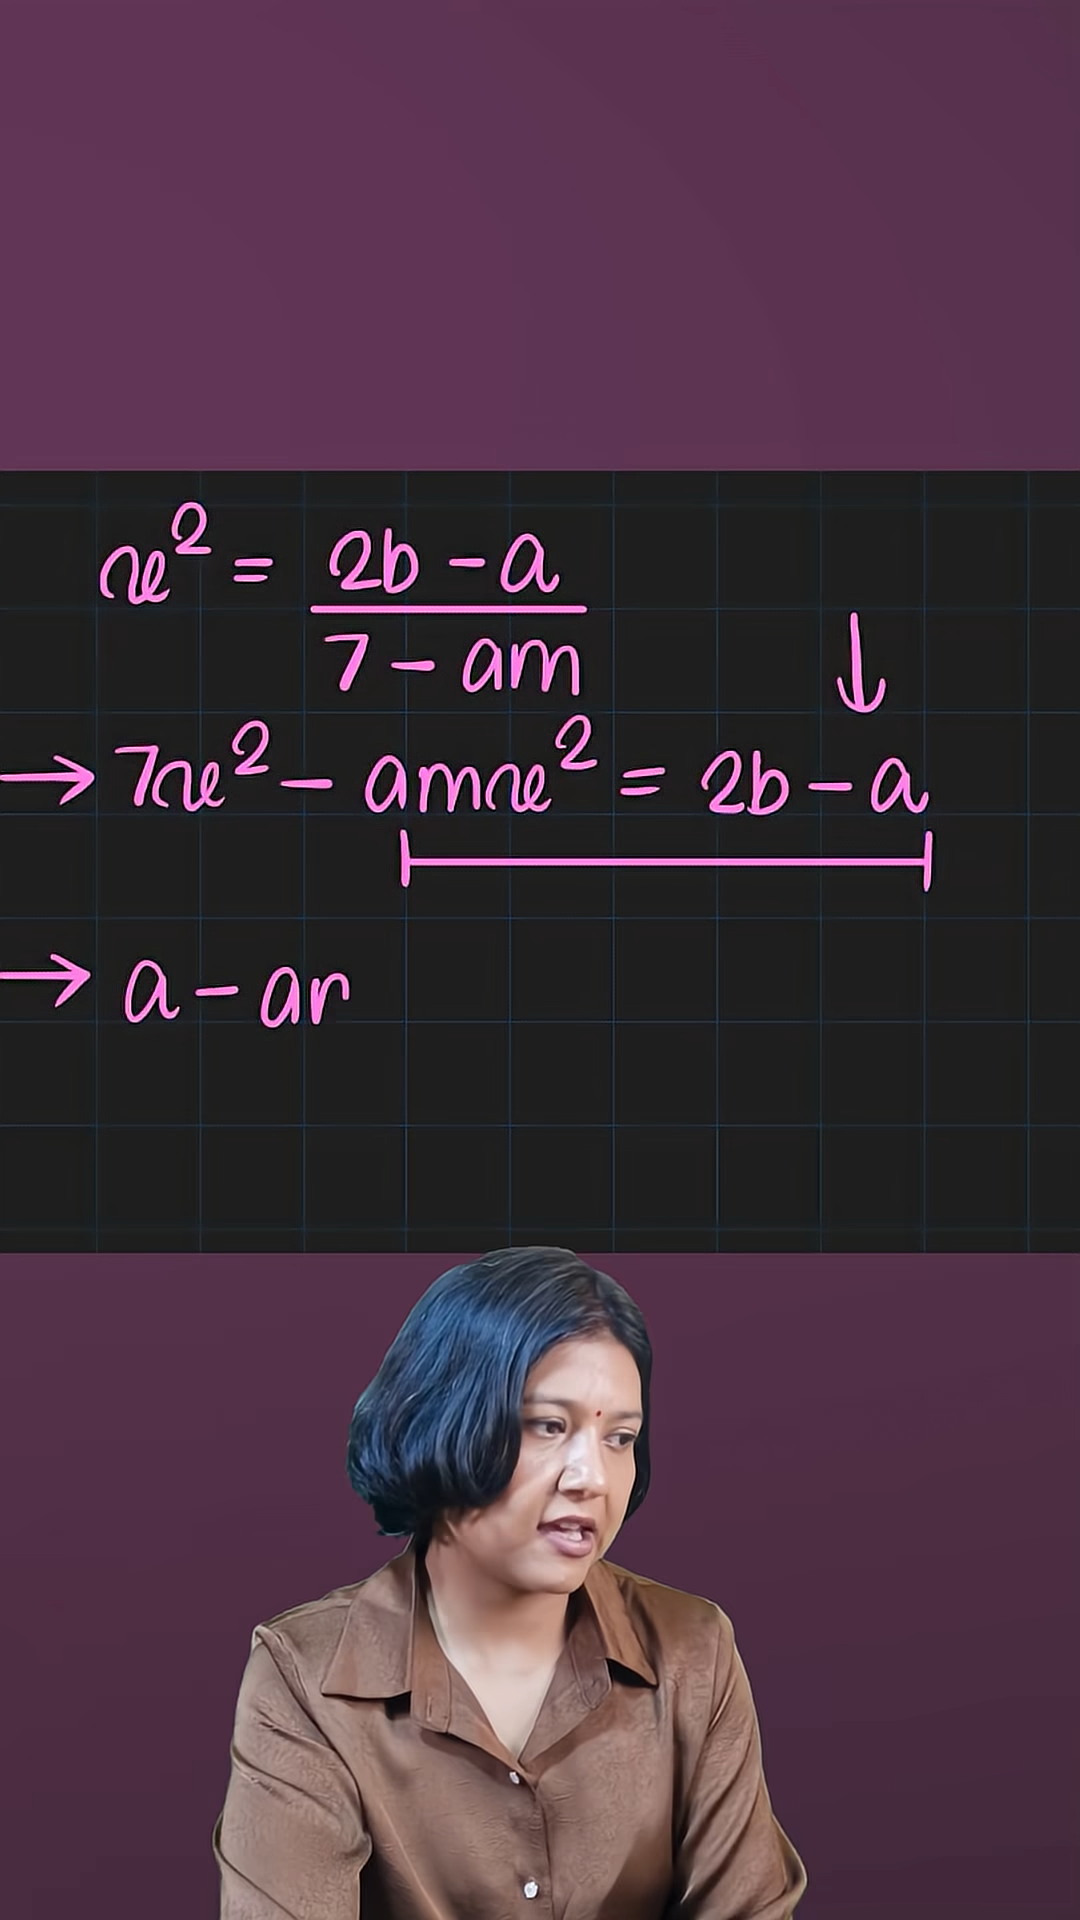 x² = 2b - a
7 - am
→ 7x² - amx² = 2b - a
→ a - ar